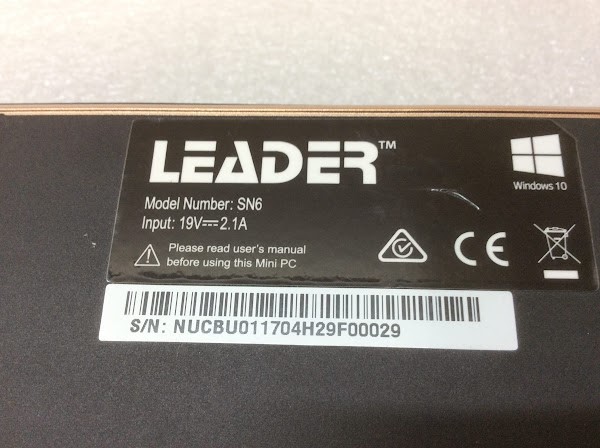 LEADER™
Windows 10
Model Number: SN6
Input: 19V⎓2.1A
Please read user's manual
before using this Mini PC
CE
S/N: NUCBU011704H29F00029